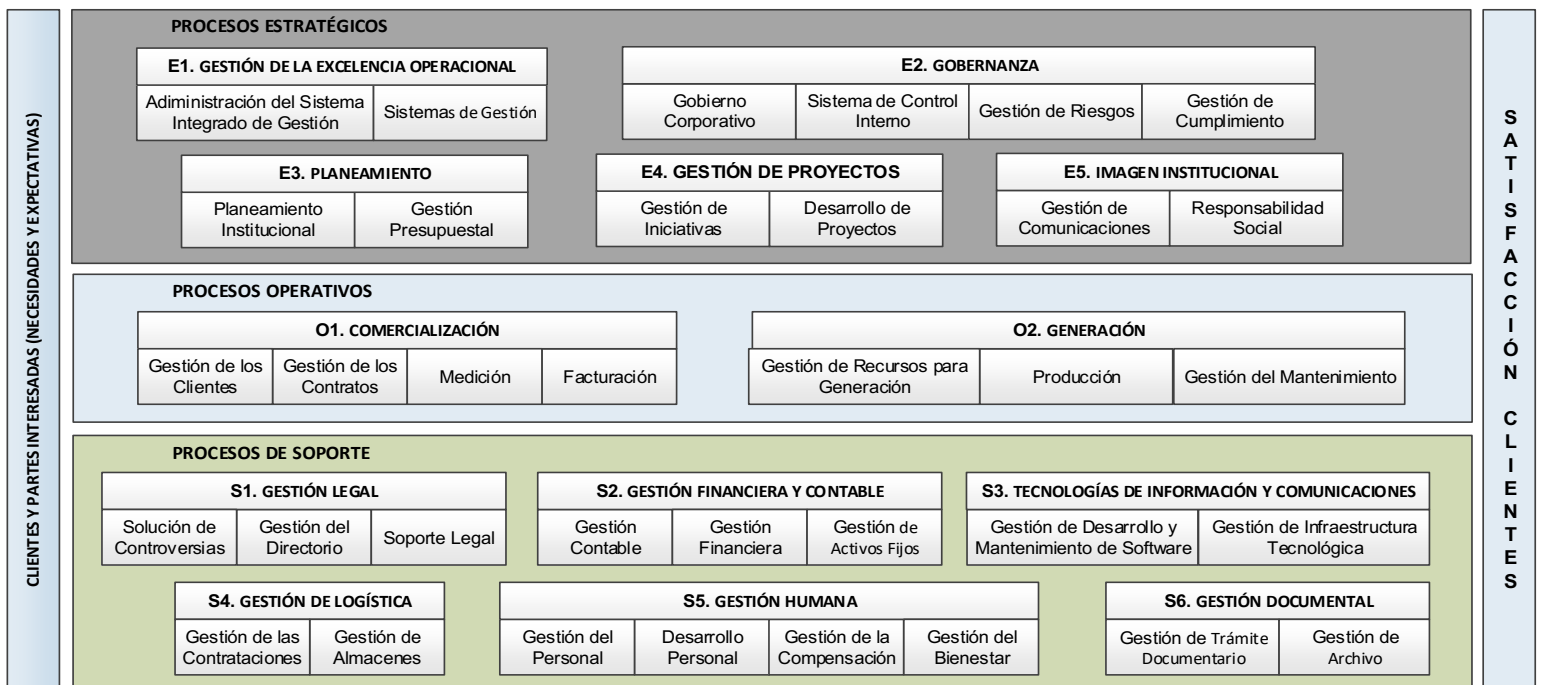 CLIENTES Y PARTES INTERESADAS (NECESIDADES Y EXPECTATIVAS)
PROCESOS ESTRATÉGICOS
E1. GESTIÓN DE LA EXCELENCIA OPERACIONAL
Adiministración del Sistema
Integrado de Gestión
Sistemas de Gestión
E2. GOBERNANZA
Gobierno
Corporativo
Sistema de Control
Interno
Gestión de Riesgos
Gestión de
Cumplimiento
E3. PLANEAMIENTO
Planeamiento
Institucional
Gestión
Presupuestal
E4. GESTIÓN DE PROYECTOS
Gestión de
Iniciativas
Desarrollo de
Proyectos
E5. IMAGEN INSTITUCIONAL
Gestión de
Comunicaciones
Responsabilidad
Social
PROCESOS OPERATIVOS
O1. COMERCIALIZACIÓN
Gestión de los
Clientes
Gestión de los
Contratos
Medición
Facturación
O2. GENERACIÓN
Gestión de Recursos para
Generación
Producción
Gestión del Mantenimiento
PROCESOS DE SOPORTE
S1. GESTIÓN LEGAL
Solución de
Controversias
Gestión del
Directorio
Soporte Legal
S2. GESTIÓN FINANCIERA Y CONTABLE
Gestión
Contable
Gestión
Financiera
Gestión de
Activos Fijos
S3. TECNOLOGÍAS DE INFORMACIÓN Y COMUNICACIONES
Gestión de Desarrollo y
Mantenimiento de Software
Gestión de Infraestructura
Tecnológica
S4. GESTIÓN DE LOGÍSTICA
Gestión de las
Contrataciones
Gestión de
Almacenes
S5. GESTIÓN HUMANA
Gestión del
Personal
Desarrollo
Personal
Gestión de la
Compensación
Gestión del
Bienestar
S6. GESTIÓN DOCUMENTAL
Gestión de Trámite
Documentario
Gestión de
Archivo
SATISFACCIÓN CLIENTES